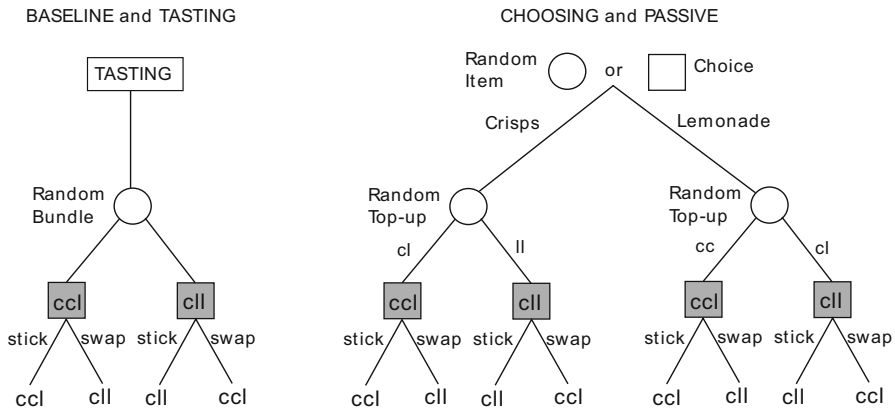 BASELINE and TASTING
TASTING
Random
Bundle
ccl
cll
stick
swap
stick
swap
ccl
cll
cll
ccl
CHOOSING and PASSIVE
Random
Item
or
Choice
Crisps
Lemonade
Random
Top-up
Random
Top-up
cl
ll
cc
cl
ccl
cll
ccl
cll
stick
swap
stick
swap
stick
swap
stick
swap
ccl
cll
cll
ccl
ccl
cll
cll
ccl